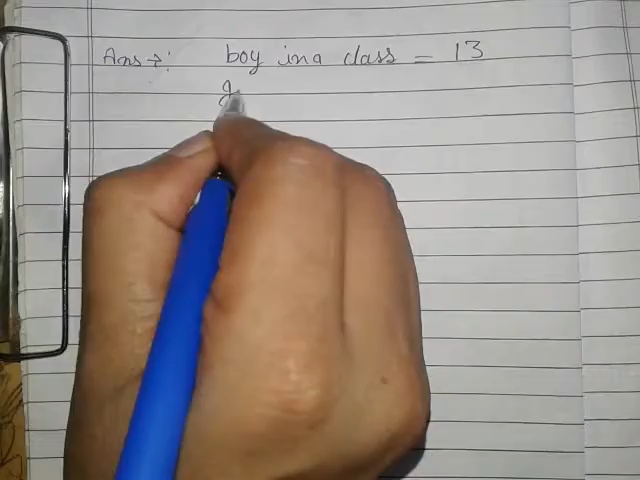 Ans→: boy in a class = 13
g